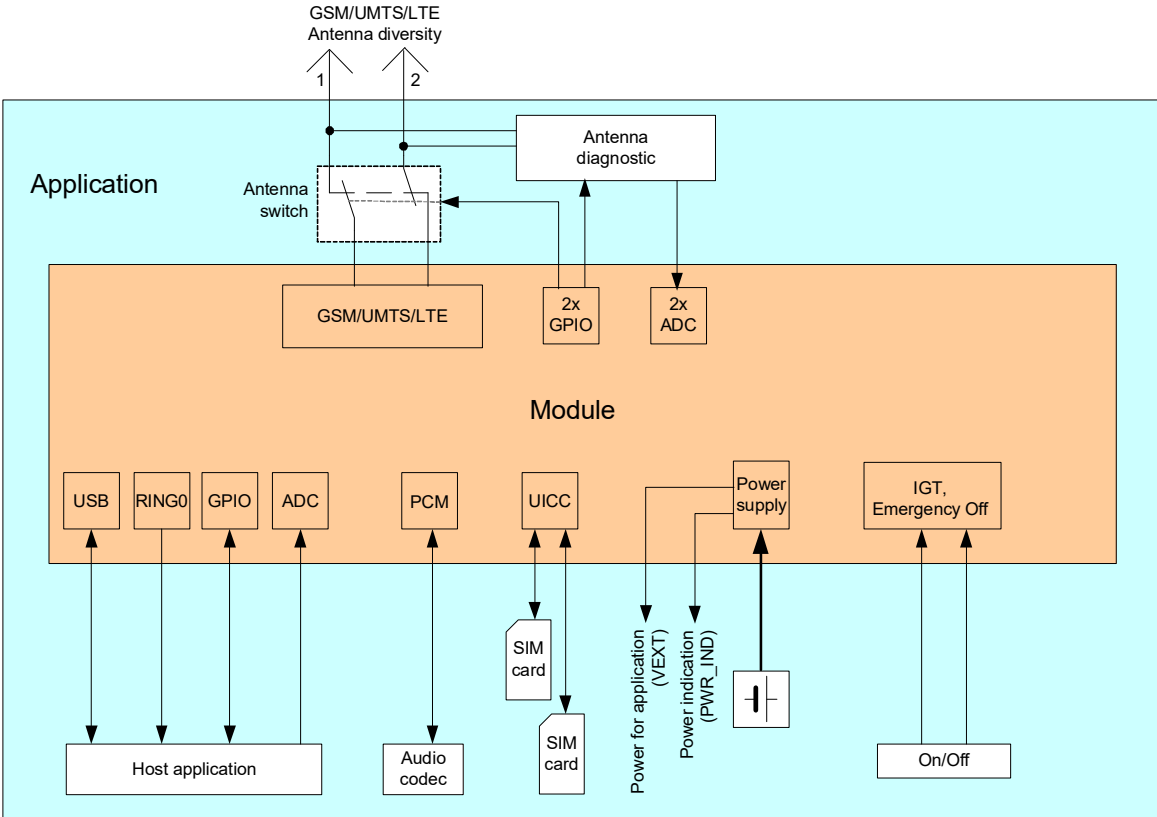 GSM/UMTS/LTE
Antenna diversity
1
2
Application
Antenna
diagnostic
Antenna
switch
GSM/UMTS/LTE
2x
GPIO
2x
ADC
Module
USB
RING0
GPIO
ADC
PCM
UICC
Power
supply
IGT,
Emergency Off
SIM
card
SIM
card
Power for application
(VEXT)
Power indication
(PWR_IND)
Host application
Audio
codec
On/Off